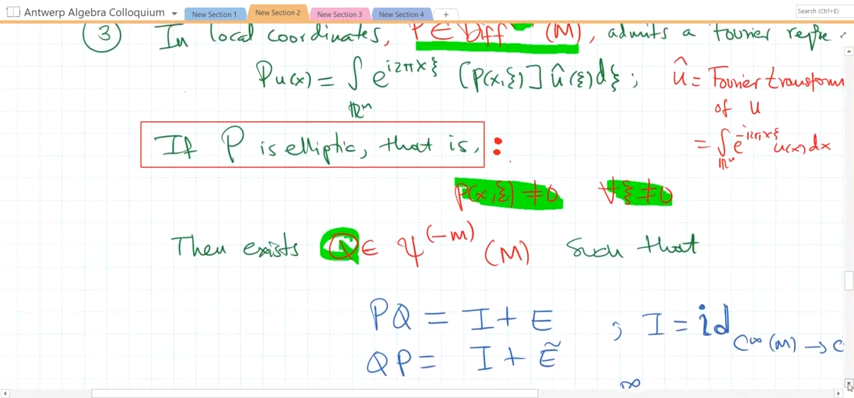 Antwerp Algebra Colloquium
New Section 1 New Section 2 New Section 3 New Section 4 +
Search (Ctrl+E)
③ In local coordinates, P ∈ Diff (M), admits a Fourier repre
Pu(x) = ∫_{ℝⁿ} e^{i2πxξ} [P(x,ξ)] û(ξ)dξ ; û = Fourier transform
of u
= ∫_{ℝⁿ} e^{-i2πxξ} u(x)dx
If P is elliptic, that is, :
p(x,ξ) ≠ 0 ∀ξ ≠ 0
Then exists Q ∈ Ψ^{(-m)} (M) such that
PQ = I + E ; I = id_{C^∞(M) → C
QP = I + Ẽ
∞